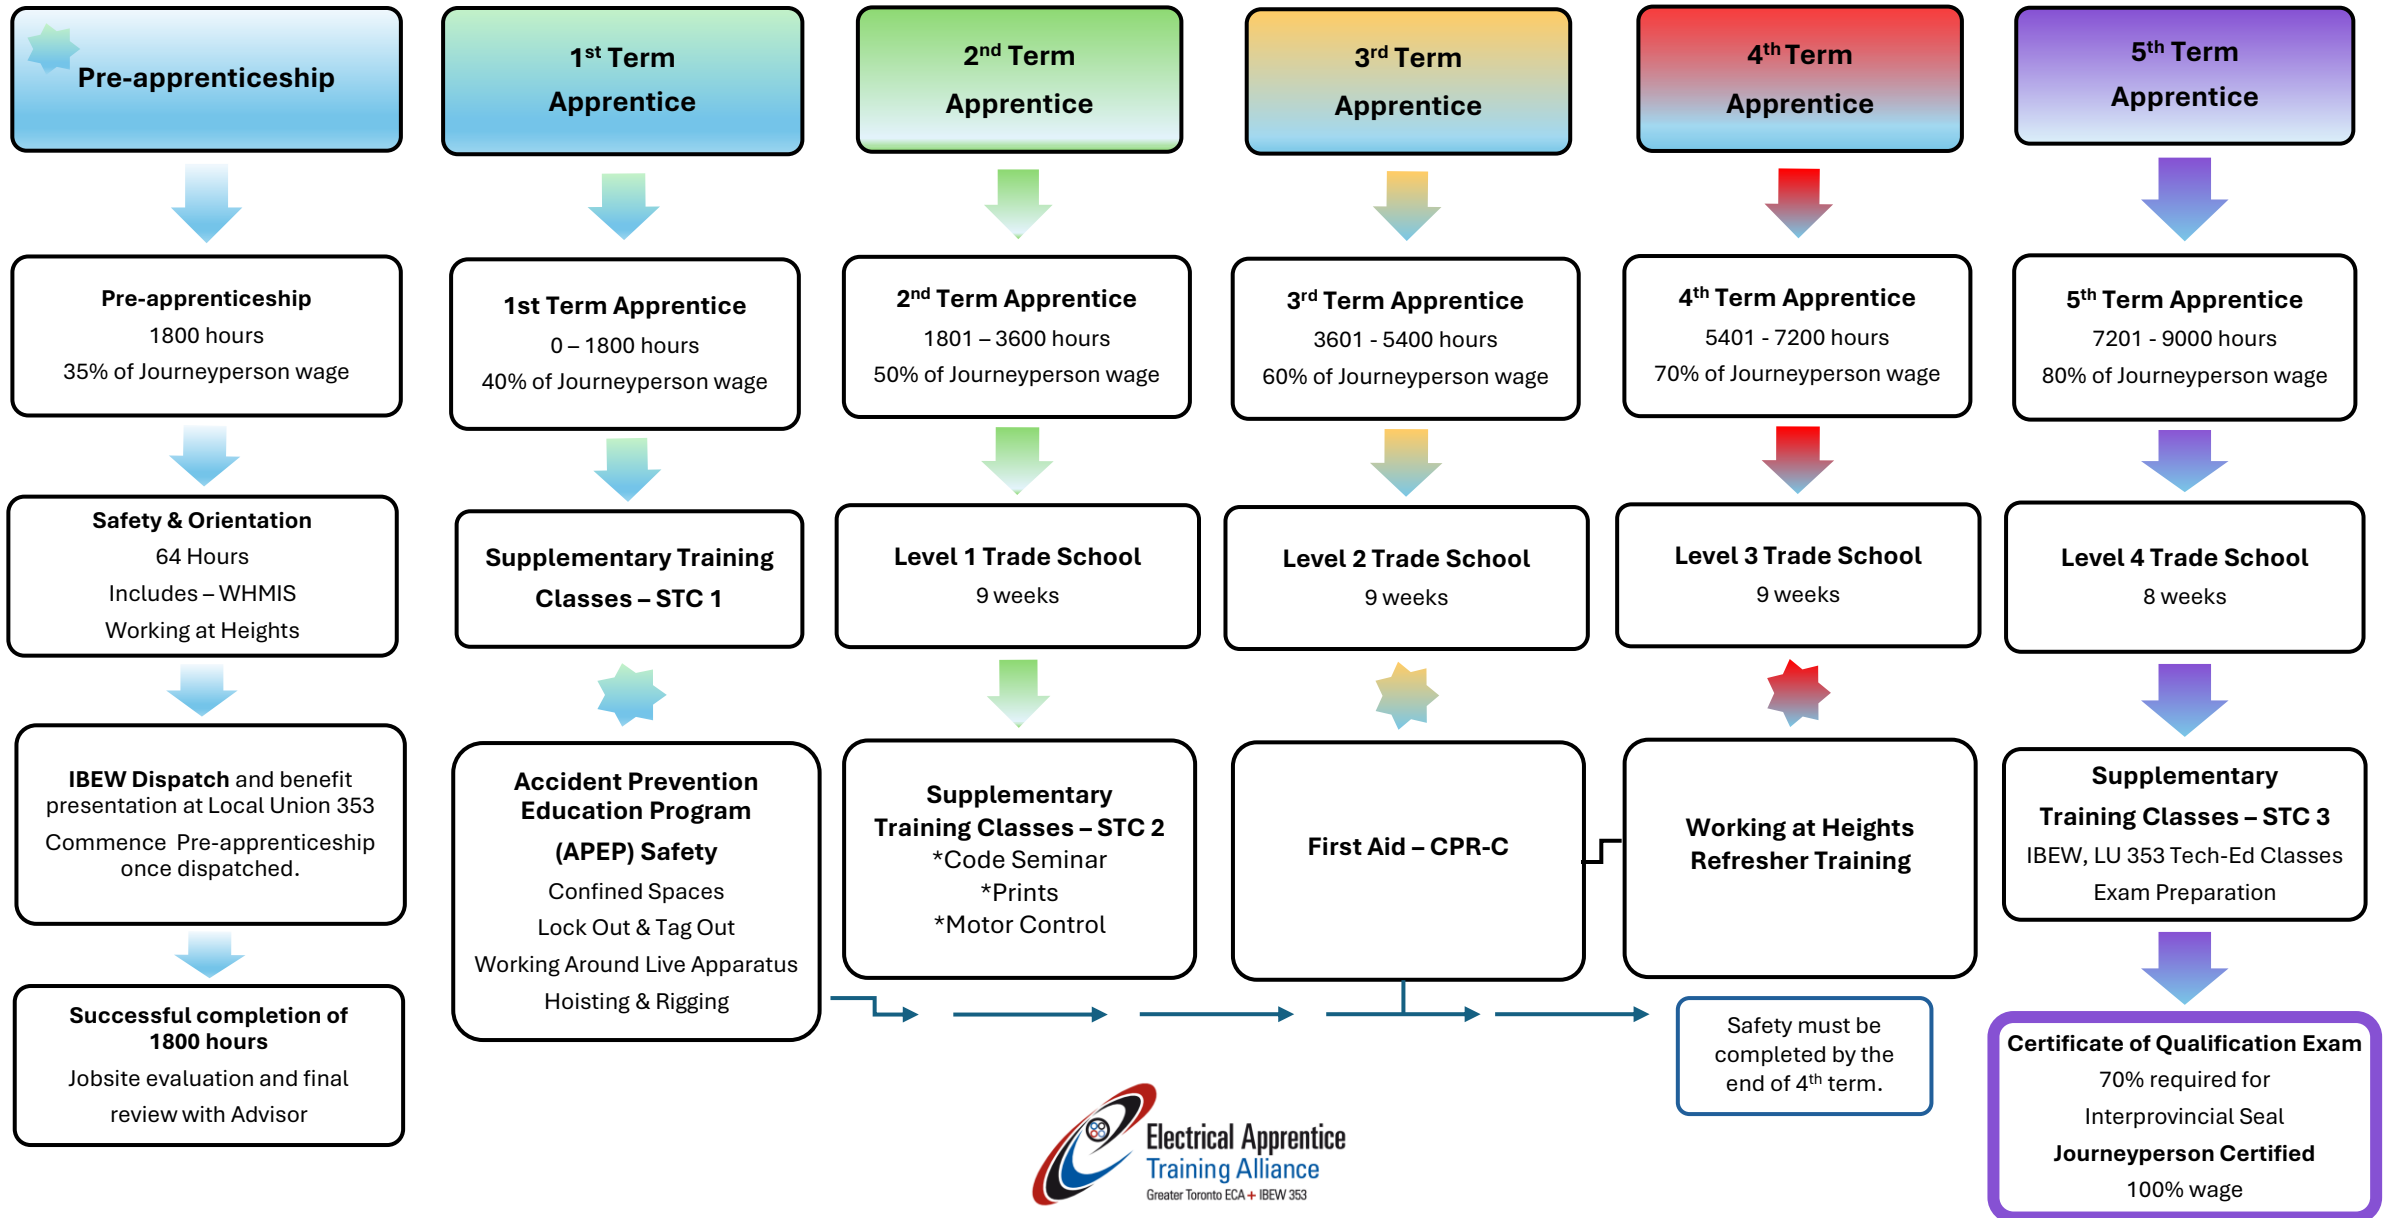 Pre-apprenticeship
1st Term
Apprentice
2nd Term
Apprentice
3rd Term
Apprentice
4th Term
Apprentice
5th Term
Apprentice
Pre-apprenticeship
1800 hours
35% of Journeyperson wage
1st Term Apprentice
0 – 1800 hours
40% of Journeyperson wage
2nd Term Apprentice
1801 – 3600 hours
50% of Journeyperson wage
3rd Term Apprentice
3601 - 5400 hours
60% of Journeyperson wage
4th Term Apprentice
5401 - 7200 hours
70% of Journeyperson wage
5th Term Apprentice
7201 - 9000 hours
80% of Journeyperson wage
Safety & Orientation
64 Hours
Includes – WHMIS
Working at Heights
Supplementary Training
Classes – STC 1
Level 1 Trade School
9 weeks
Level 2 Trade School
9 weeks
Level 3 Trade School
9 weeks
Level 4 Trade School
8 weeks
IBEW Dispatch and benefit
presentation at Local Union 353
Commence Pre-apprenticeship
once dispatched.
Accident Prevention
Education Program
(APEP) Safety
Confined Spaces
Lock Out & Tag Out
Working Around Live Apparatus
Hoisting & Rigging
Supplementary
Training Classes – STC 2
*Code Seminar
*Prints
*Motor Control
First Aid – CPR-C
Working at Heights
Refresher Training
Supplementary
Training Classes – STC 3
IBEW, LU 353 Tech-Ed Classes
Exam Preparation
Successful completion of
1800 hours
Jobsite evaluation and final
review with Advisor
Safety must be
completed by the
end of 4th term.
Certificate of Qualification Exam
70% required for
Interprovincial Seal
Journeyperson Certified
100% wage
Electrical Apprentice
Training Alliance
Greater Toronto ECA + IBEW 353